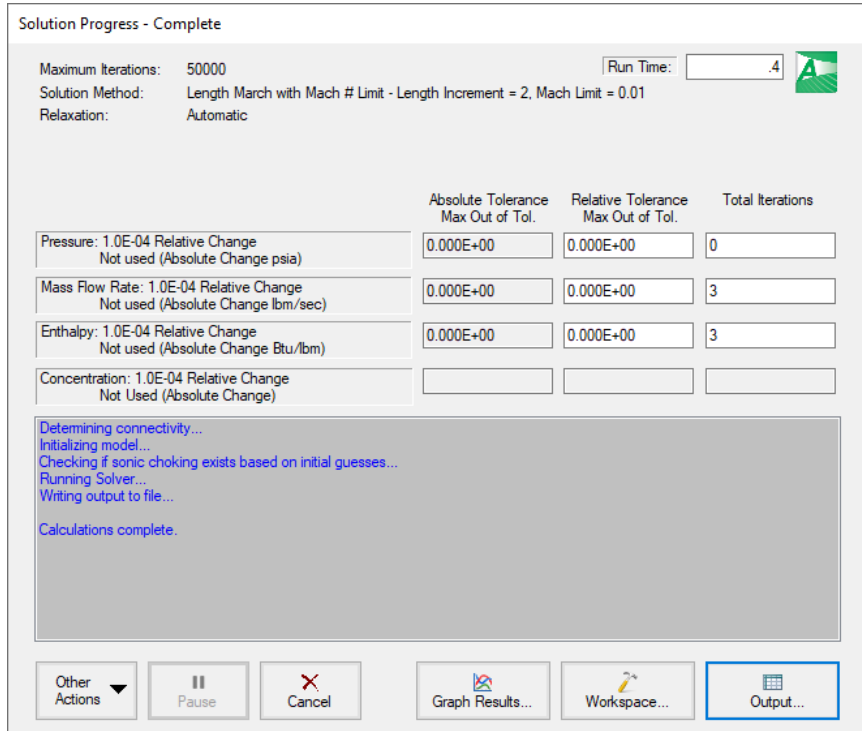 Solution Progress - Complete
Maximum Iterations: 50000
Run Time: .4
Solution Method: Length March with Mach # Limit - Length Increment = 2, Mach Limit = 0.01
Relaxation: Automatic
Absolute Tolerance Relative Tolerance Total Iterations
Max Out of Tol. Max Out of Tol.
Pressure: 1.0E-04 Relative Change 0.000E+00 0.000E+00 0
Not used (Absolute Change psia)
Mass Flow Rate: 1.0E-04 Relative Change 0.000E+00 0.000E+00 3
Not used (Absolute Change lbm/sec)
Enthalpy: 1.0E-04 Relative Change 0.000E+00 0.000E+00 3
Not used (Absolute Change Btu/lbm)
Concentration: 1.0E-04 Relative Change
Not Used (Absolute Change)
Determining connectivity...
Initializing model...
Checking if sonic choking exists based on initial guesses...
Running Solver...
Writing output to file...
Calculations complete.
Other Actions
Pause
Cancel
Graph Results...
Workspace...
Output...